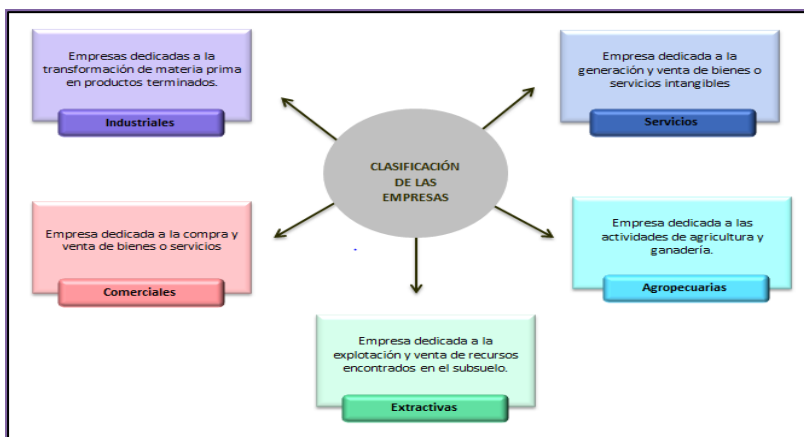 Empresas dedicadas a la
transformación de materia prima
en productos terminados.
Industriales
Empresa dedicada a la
generación y venta de bienes o
servicios intangibles
Servicios
CLASIFICACIÓN
DE LAS
EMPRESAS
Empresa dedicada a la compra y
venta de bienes o servicios
Comerciales
Empresa dedicada a las
actividades de agricultura y
ganadería.
Agropecuarias
Empresa dedicada a la
explotación y venta de recursos
encontrados en el subsuelo.
Extractivas